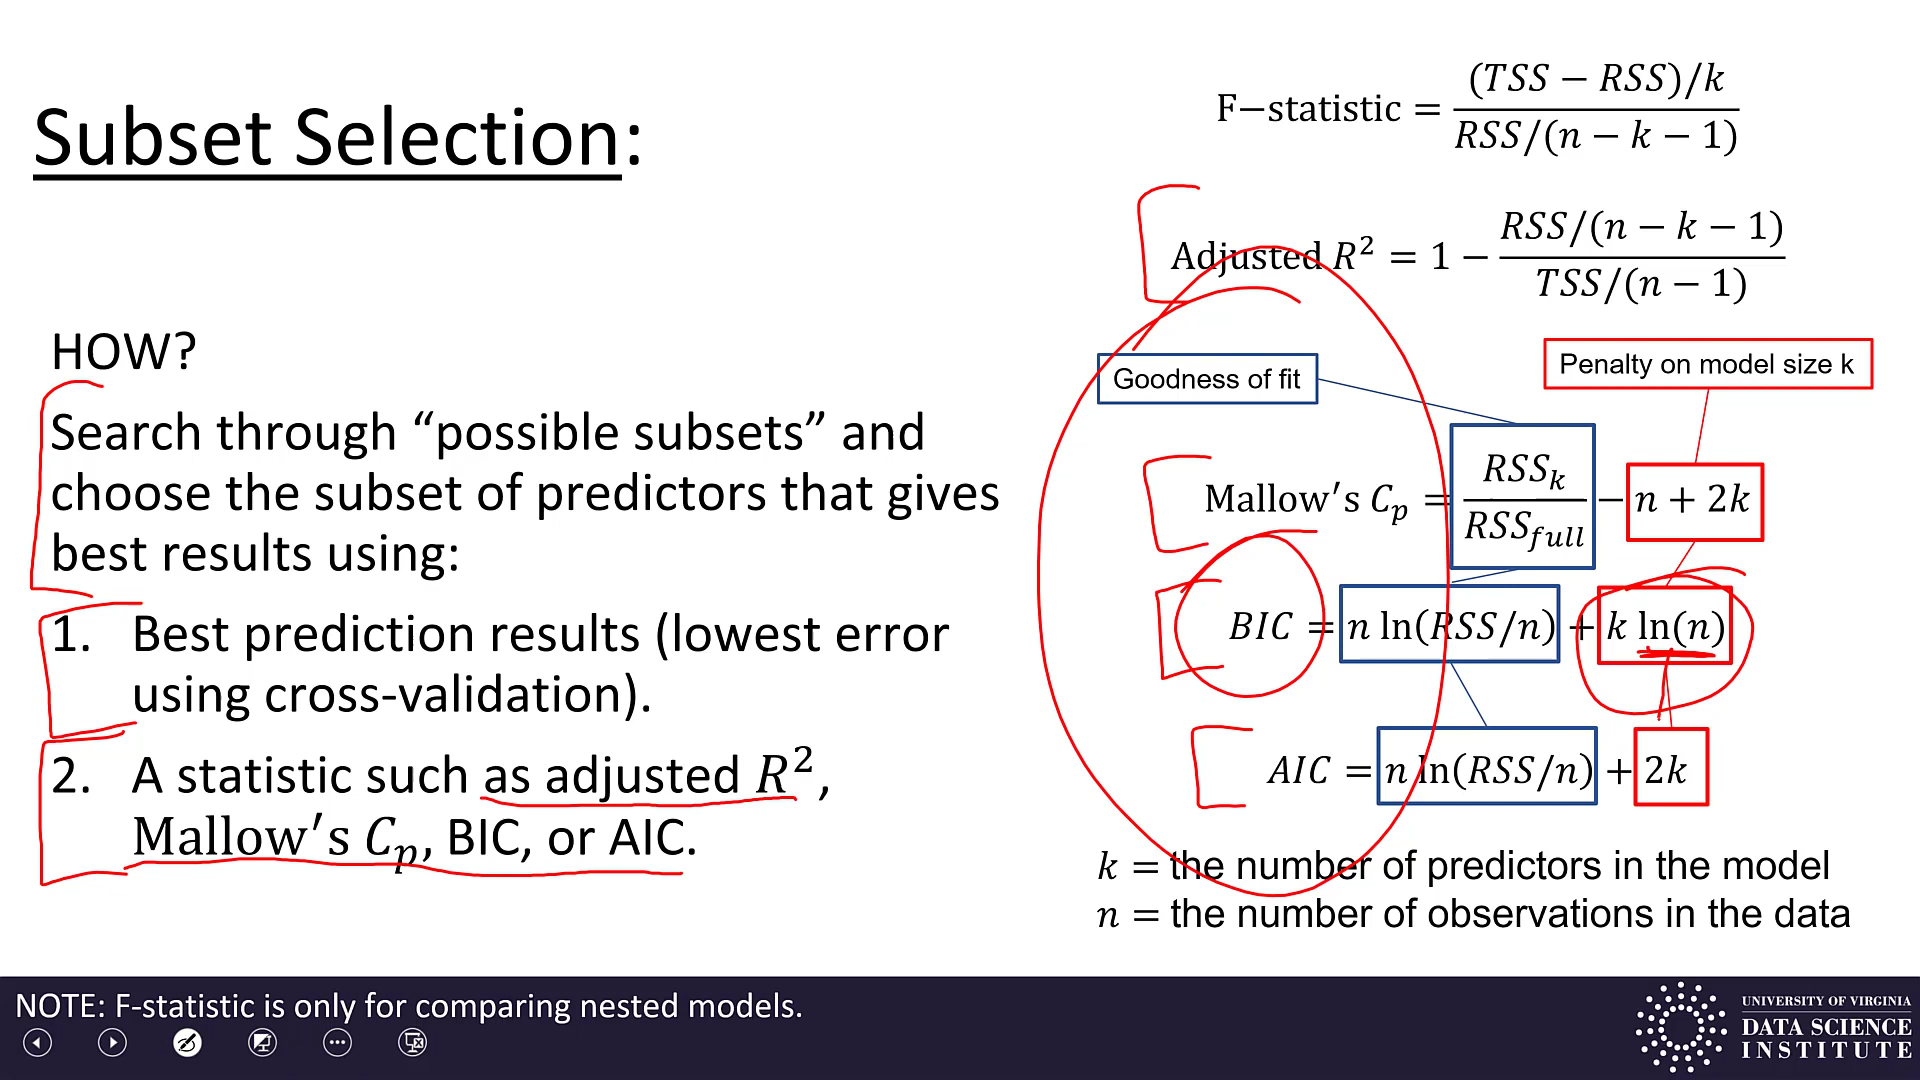 Subset Selection:
HOW?
Search through “possible subsets” and
choose the subset of predictors that gives
best results using:
1. Best prediction results (lowest error
using cross-validation).
2. A statistic such as adjusted R²,
Mallow′s Cₚ, BIC, or AIC.
F−statistic = (TSS − RSS)/k
RSS/(n − k − 1)
Adjusted R² = 1 − RSS/(n − k − 1)
TSS/(n − 1)
Goodness of fit
Penalty on model size k
Mallow′s Cₚ = RSSₖ / RSS_full − n + 2k
BIC = n ln(RSS/n) + k ln(n)
AIC = n ln(RSS/n) + 2k
k = the number of predictors in the model
n = the number of observations in the data
NOTE: F-statistic is only for comparing nested models.
UNIVERSITY OF VIRGINIA
DATA SCIENCE
INSTITUTE